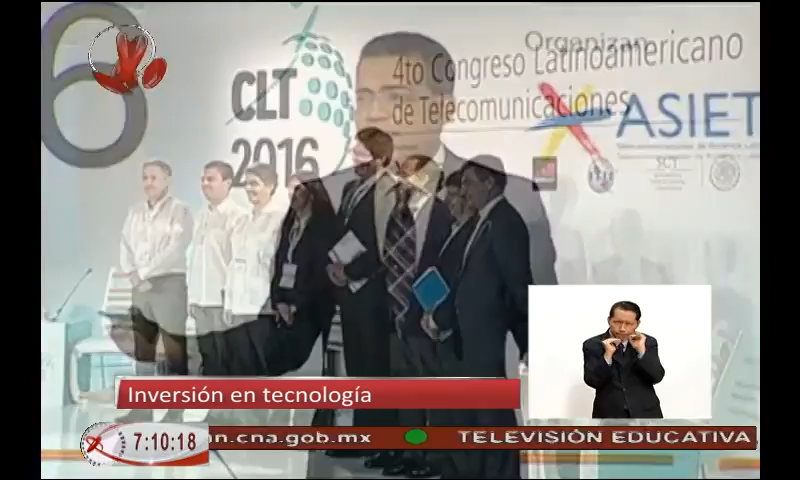 6
Organizan
CLT
2016
4to Congreso Latinoamericano
de Telecomunicaciones
ASIET
SCT
Inversión en tecnología
7:10:18
n.cna.gob.mx
TELEVISIÓN EDUCATIVA